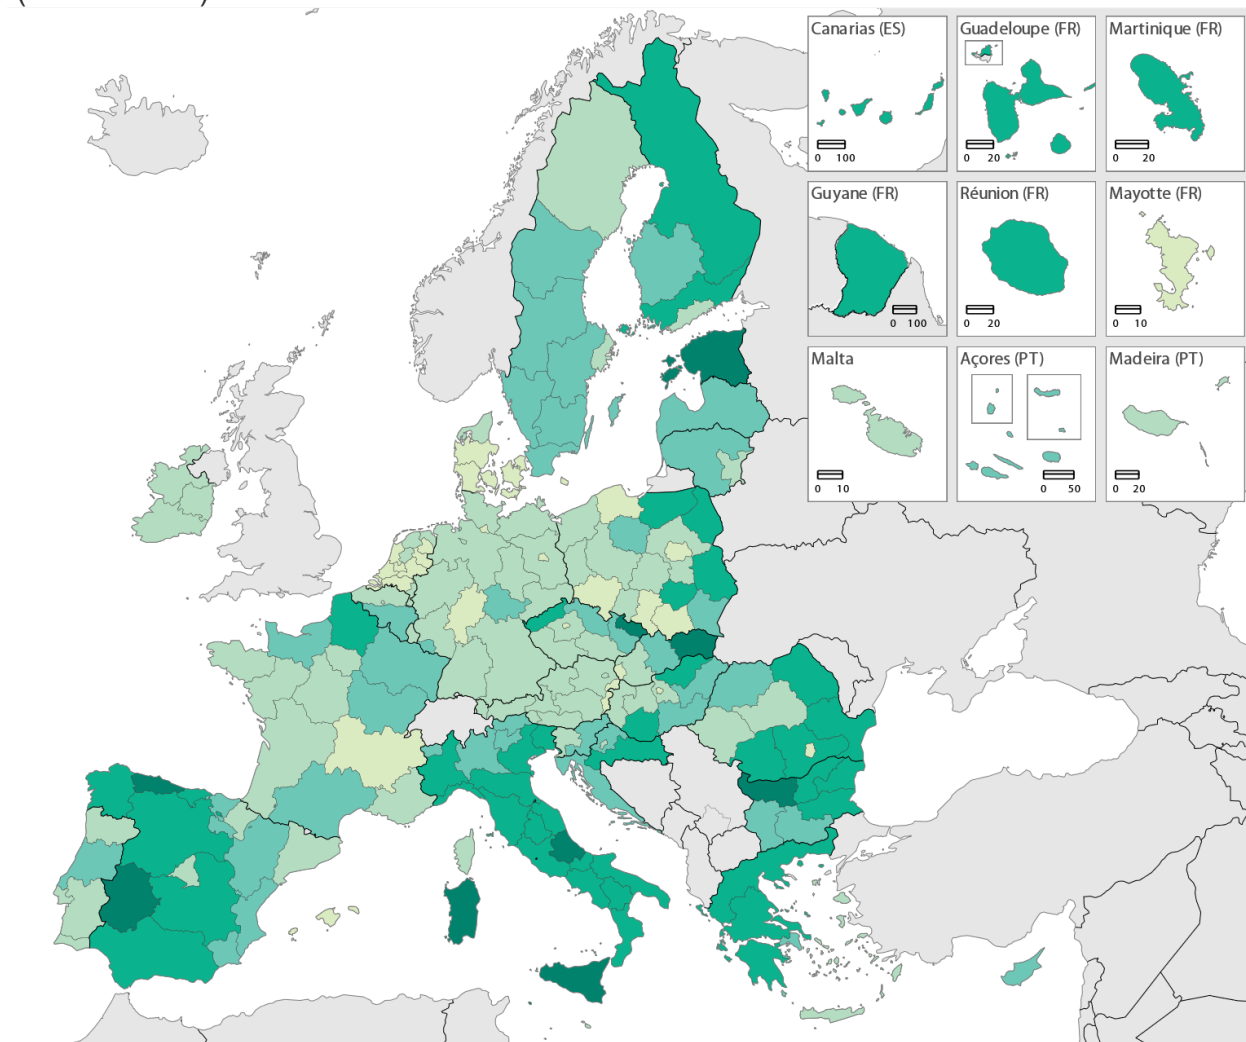 Canarias (ES)
0 100
Guadeloupe (FR)
0 20
Martinique (FR)
0 20
Guyane (FR)
0 100
Réunion (FR)
0 20
Mayotte (FR)
0 10
Malta
0 10
Açores (PT)
0 50
Madeira (PT)
0 20